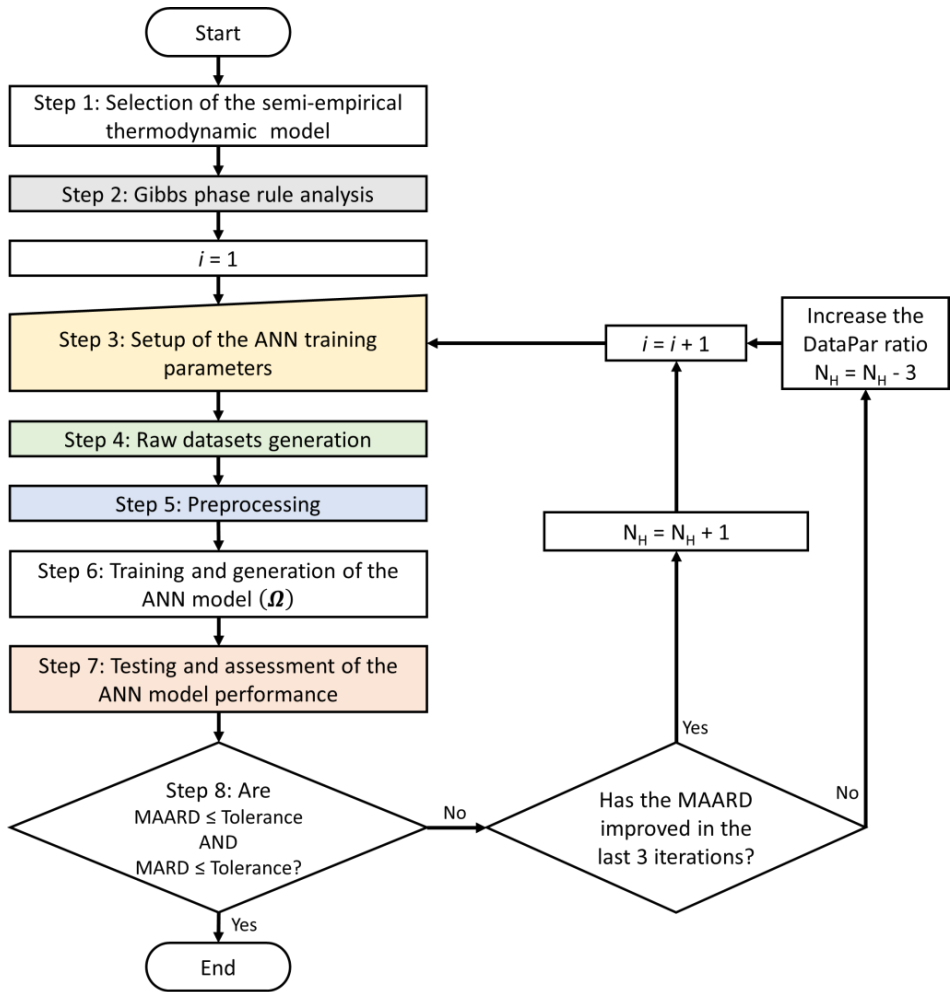 Start
Step 1: Selection of the semi-empirical
thermodynamic model
Step 2: Gibbs phase rule analysis
i = 1
Step 3: Setup of the ANN training
parameters
Step 4: Raw datasets generation
Step 5: Preprocessing
Step 6: Training and generation of the
ANN model (Ω)
Step 7: Testing and assessment of the
ANN model performance
Step 8: Are
MAARD ≤ Tolerance
AND
MARD ≤ Tolerance?
Yes
End
No
Has the MAARD
improved in the
last 3 iterations?
Yes
N_H = N_H + 1
i = i + 1
No
Increase the
DataPar ratio
N_H = N_H - 3